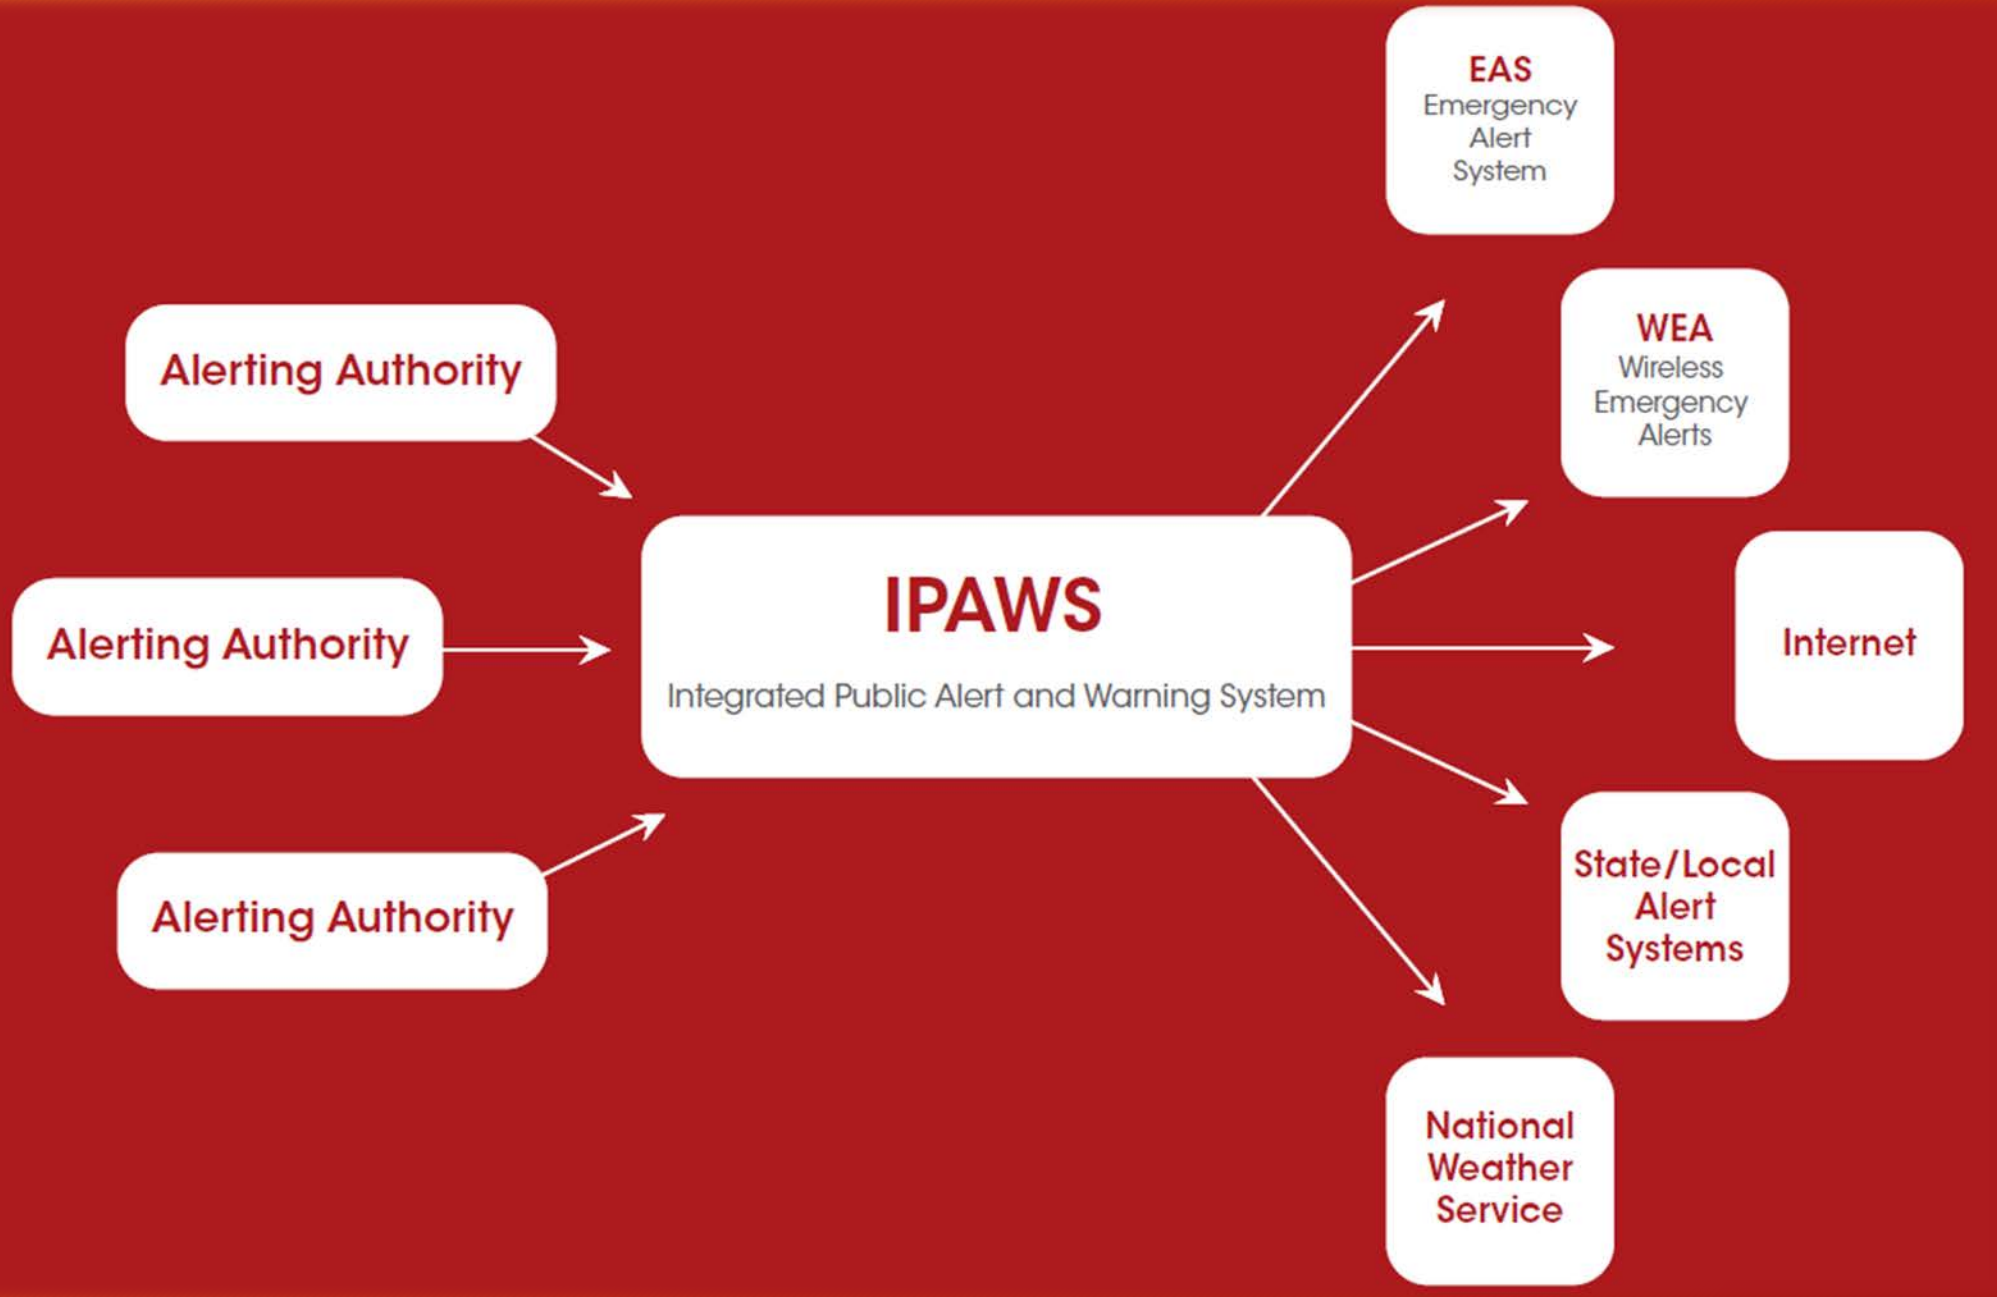 Alerting Authority
Alerting Authority
Alerting Authority
IPAWS
Integrated Public Alert and Warning System
EAS
Emergency
Alert
System
WEA
Wireless
Emergency
Alerts
Internet
State/Local
Alert
Systems
National
Weather
Service